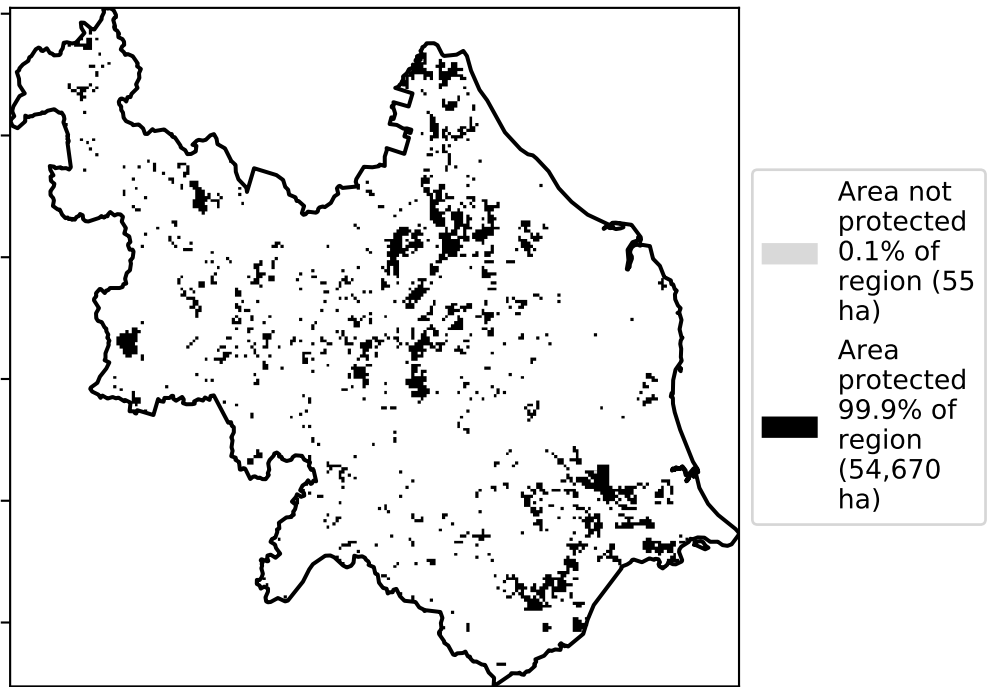 Area not
protected
0.1% of
region (55
ha)
Area
protected
99.9% of
region
(54,670
ha)